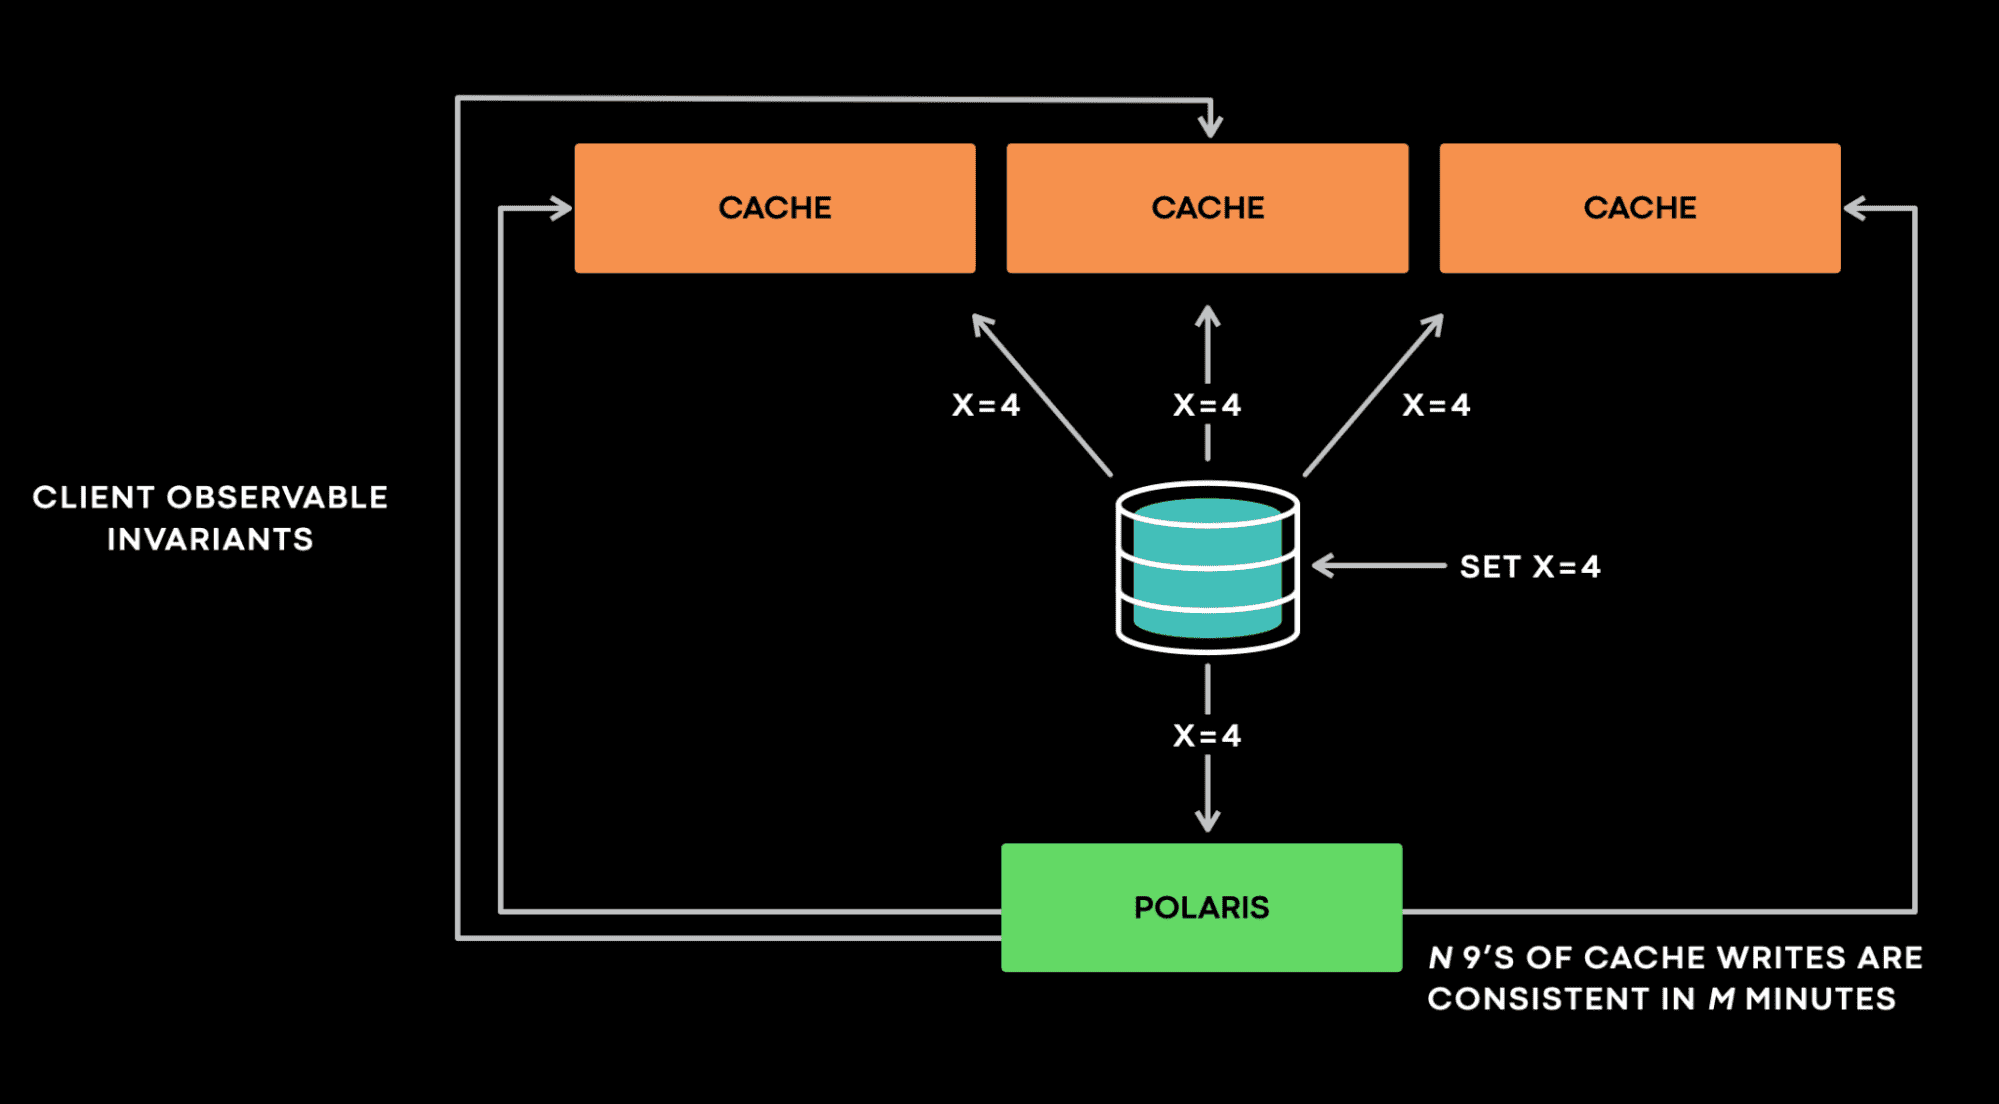 CACHE
CACHE
CACHE
X=4
X=4
X=4
CLIENT OBSERVABLE
INVARIANTS
SET X=4
X=4
POLARIS
N 9’S OF CACHE WRITES ARE
CONSISTENT IN M MINUTES